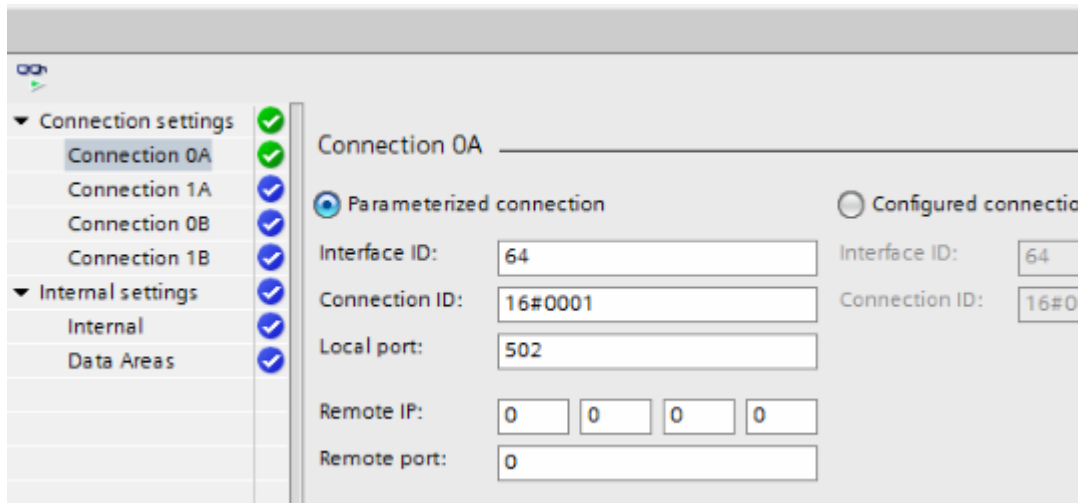 Connection settings
Connection 0A
Connection 1A
Connection 0B
Connection 1B
Internal settings
Internal
Data Areas
Connection 0A
Parameterized connection
Interface ID: 64
Connection ID: 16#0001
Local port: 502
Remote IP: 0 0 0 0
Remote port: 0
Configured connectio
Interface ID: 64
Connection ID: 16#0